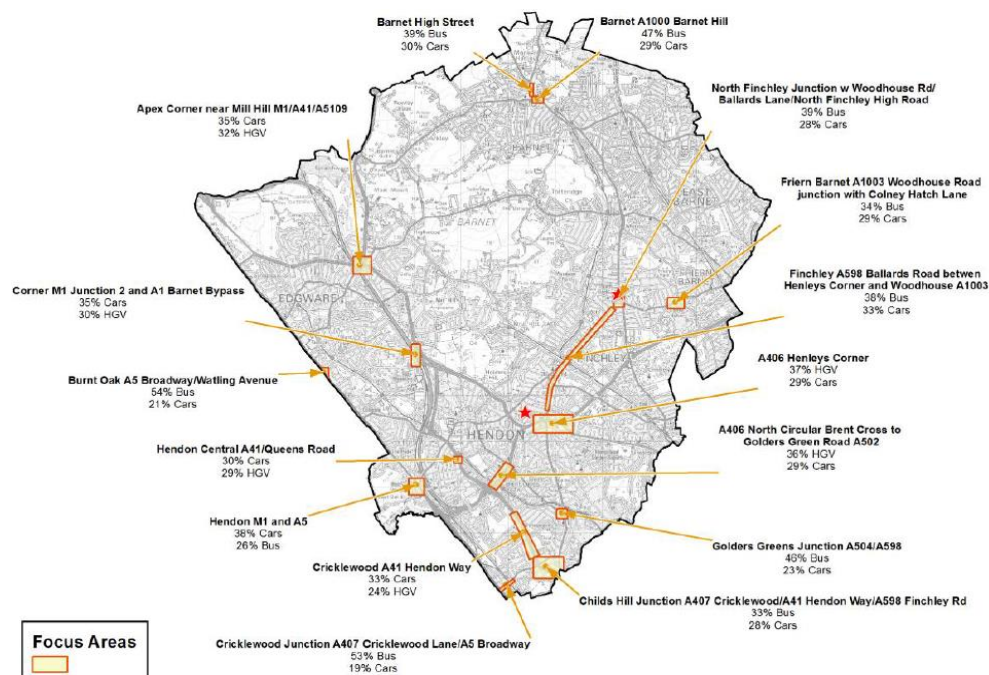 Barnet High Street
39% Bus
30% Cars
Barnet A1000 Barnet Hill
47% Bus
29% Cars
North Finchley Junction w Woodhouse Rd/
Ballards Lane/North Finchley High Road
39% Bus
28% Cars
Apex Corner near Mill Hill M1/A41/A5109
35% Cars
32% HGV
Friern Barnet A1003 Woodhouse Road
junction with Colney Hatch Lane
34% Bus
29% Cars
Corner M1 Junction 2 and A1 Barnet Bypass
35% Cars
30% HGV
Finchley A598 Ballards Road betwen
Henleys Corner and Woodhouse A1003
38% Bus
33% Cars
Burnt Oak A5 Broadway/Watling Avenue
54% Bus
21% Cars
A406 Henleys Corner
37% HGV
29% Cars
Hendon Central A41/Queens Road
30% Cars
29% HGV
A406 North Circular Brent Cross to
Golders Green Road A502
36% HGV
29% Cars
Hendon M1 and A5
38% Cars
26% Bus
Golders Greens Junction A504/A598
46% Bus
23% Cars
Cricklewood A41 Hendon Way
33% Cars
24% HGV
Childs Hill Junction A407 Cricklewood/A41 Hendon Way/A598 Finchley Rd
33% Bus
28% Cars
Cricklewood Junction A407 Cricklewood Lane/A5 Broadway
53% Bus
19% Cars
Focus Areas
BARNET
EAST
BARNET
BARNET
EDGWARE
HENDON